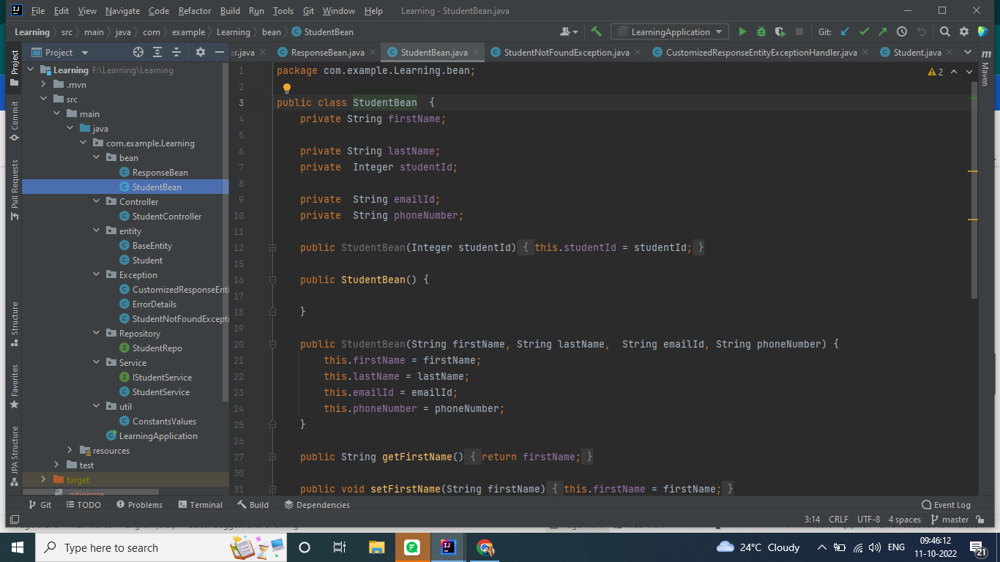 File Edit View Navigate Code Refactor Build Run Tools Git Window Help Learning - StudentBean.java
Learning src main java com example Learning bean StudentBean LearningApplication Git:
Project er.java ResponseBean.java StudentBean.java StudentNotFoundException.java CustomizedResponseEntityExceptionHandler.java Student.java
Project
Commit
Pull Requests
Structure
Favorites
JPA Structure
Learning F:\Learning\Learning
.mvn
src
main
java
com.example.Learning
bean
ResponseBean
StudentBean
Controller
StudentController
entity
BaseEntity
Student
Exception
CustomizedResponseEnti
ErrorDetails
StudentNotFoundExcepti
Repository
StudentRepo
Service
IStudentService
StudentService
util
ConstantsValues
LearningApplication
resources
test
target
.gitignore
1 package com.example.Learning.bean;
2
3 public class StudentBean {
4 private String firstName;
5
6 private String lastName;
7 private Integer studentId;
8
9 private String emailId;
10 private String phoneNumber;
11
12 public StudentBean(Integer studentId) { this.studentId = studentId; }
15
16 public StudentBean() {
17
18 }
19
20 public StudentBean(String firstName, String lastName, String emailId, String phoneNumber) {
21 this.firstName = firstName;
22 this.lastName = lastName;
23 this.emailId = emailId;
24 this.phoneNumber = phoneNumber;
25 }
26
27 public String getFirstName() { return firstName; }
30
31 public void setFirstName(String firstName) { this.firstName = firstName; }
2
m
Maven
Git TODO Problems Terminal Build Dependencies Event Log
3:14 CRLF UTF-8 4 spaces master
Type here to search 24°C Cloudy ENG 09:46:12
11-10-2022
21